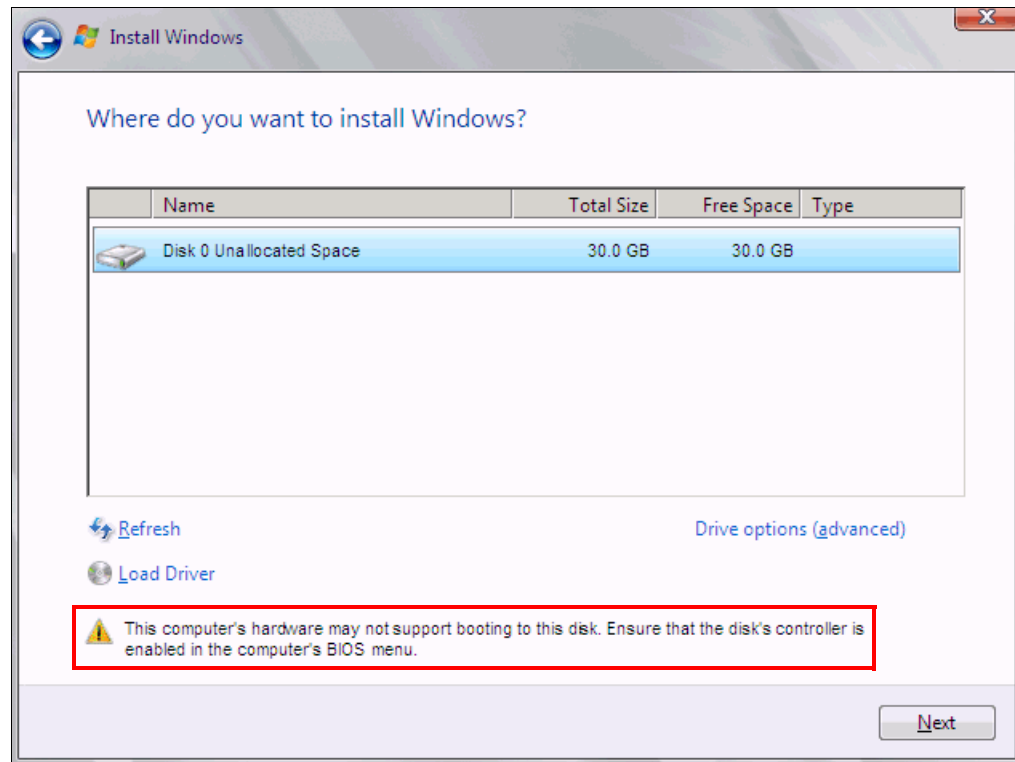 Install Windows
Where do you want to install Windows?
Name Total Size Free Space Type
Disk 0 Unallocated Space 30.0 GB 30.0 GB
Refresh Drive options (advanced)
Load Driver
This computer's hardware may not support booting to this disk. Ensure that the disk's controller is
enabled in the computer's BIOS menu.
Next